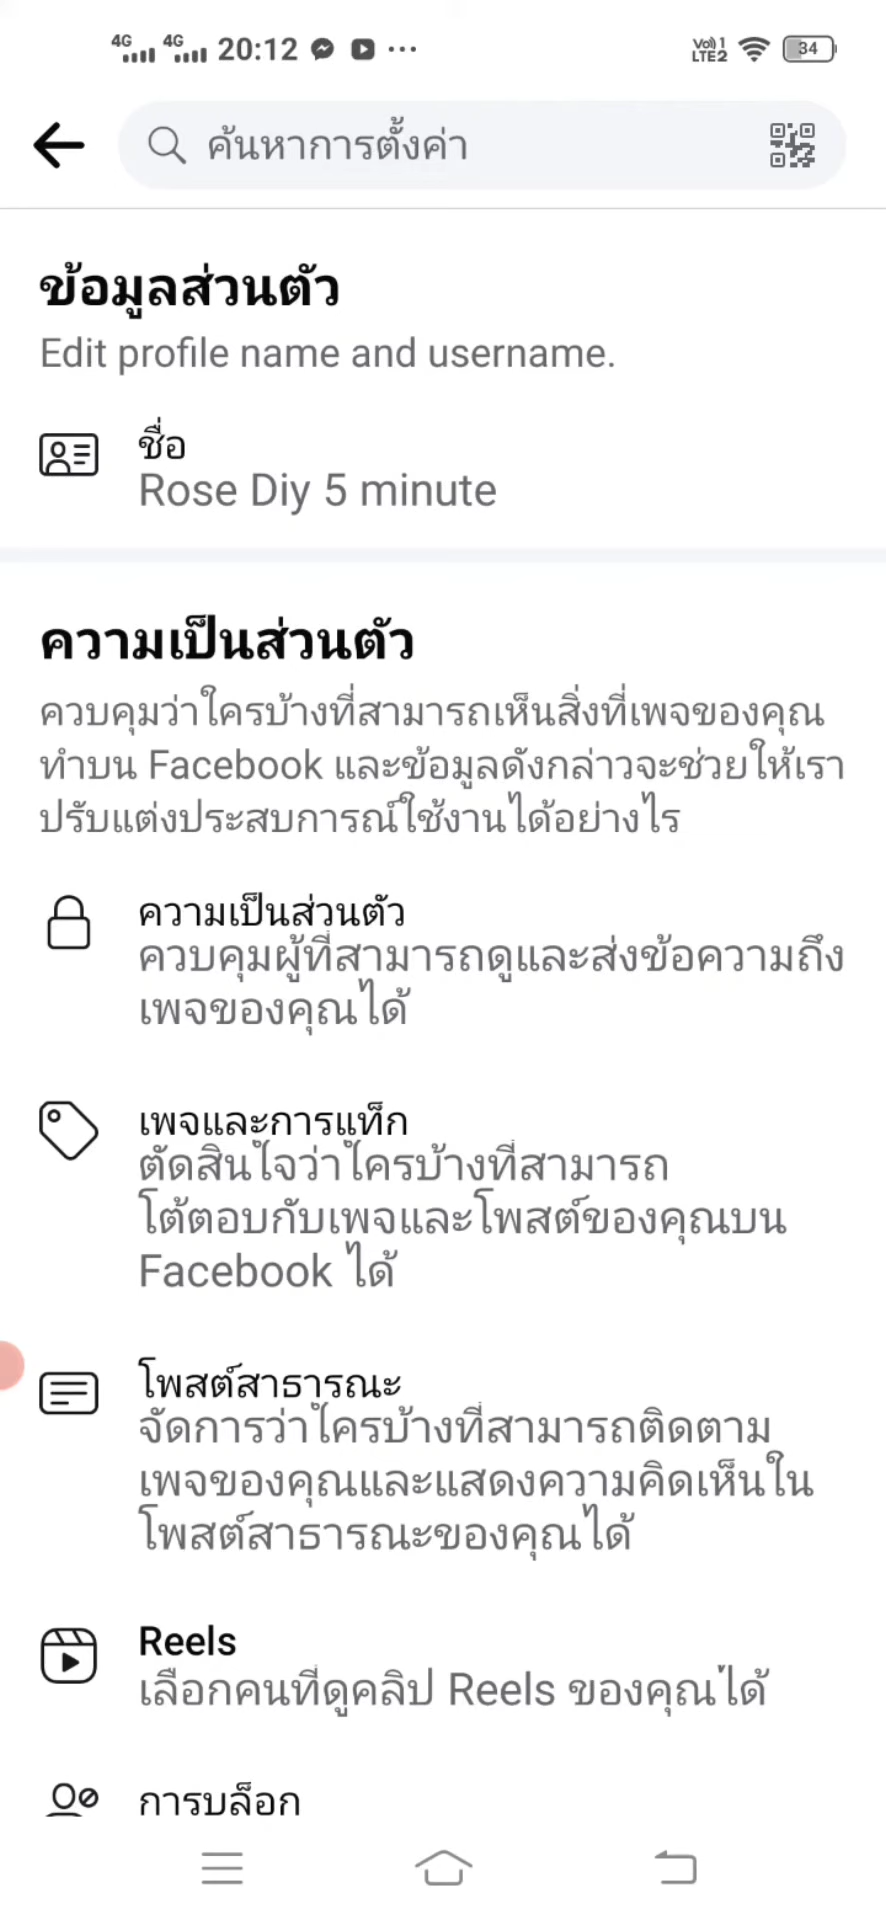 4G 4G 20:12 ... Vo) 1 LTE2 34
ค้นหาการตั้งค่า
ข้อมูลส่วนตัว
Edit profile name and username.
ชื่อ
Rose Diy 5 minute
ความเป็นส่วนตัว
ควบคุมว่าใครบ้างที่สามารถเห็นสิ่งที่เพจของคุณ
ทำบน Facebook และข้อมูลดังกล่าวจะช่วยให้เรา
ปรับแต่งประสบการณ์ใช้งานได้อย่างไร
ความเป็นส่วนตัว
ควบคุมผู้ที่สามารถดูและส่งข้อความถึง
เพจของคุณได้
เพจและการแท็ก
ตัดสินใจว่าใครบ้างที่สามารถ
โต้ตอบกับเพจและโพสต์ของคุณบน
Facebook ได้
โพสต์สาธารณะ
จัดการว่าใครบ้างที่สามารถติดตาม
เพจของคุณและแสดงความคิดเห็นใน
โพสต์สาธารณะของคุณได้
Reels
เลือกคนที่ดูคลิป Reels ของคุณได้
การบล็อก